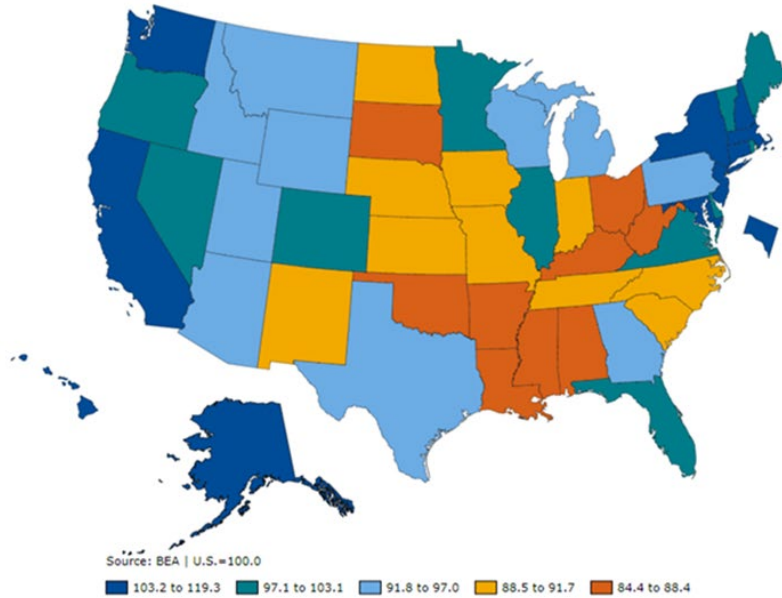 Source: BEA | U.S.=100.0
103.2 to 119.3 97.1 to 103.1 91.8 to 97.0 88.5 to 91.7 84.4 to 88.4